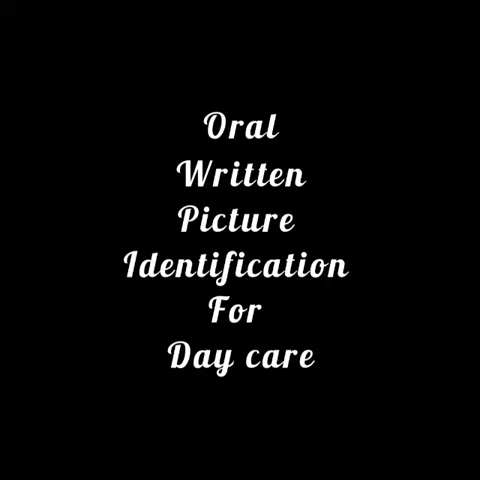 Oral
Written
Picture
Identification
For
Day care